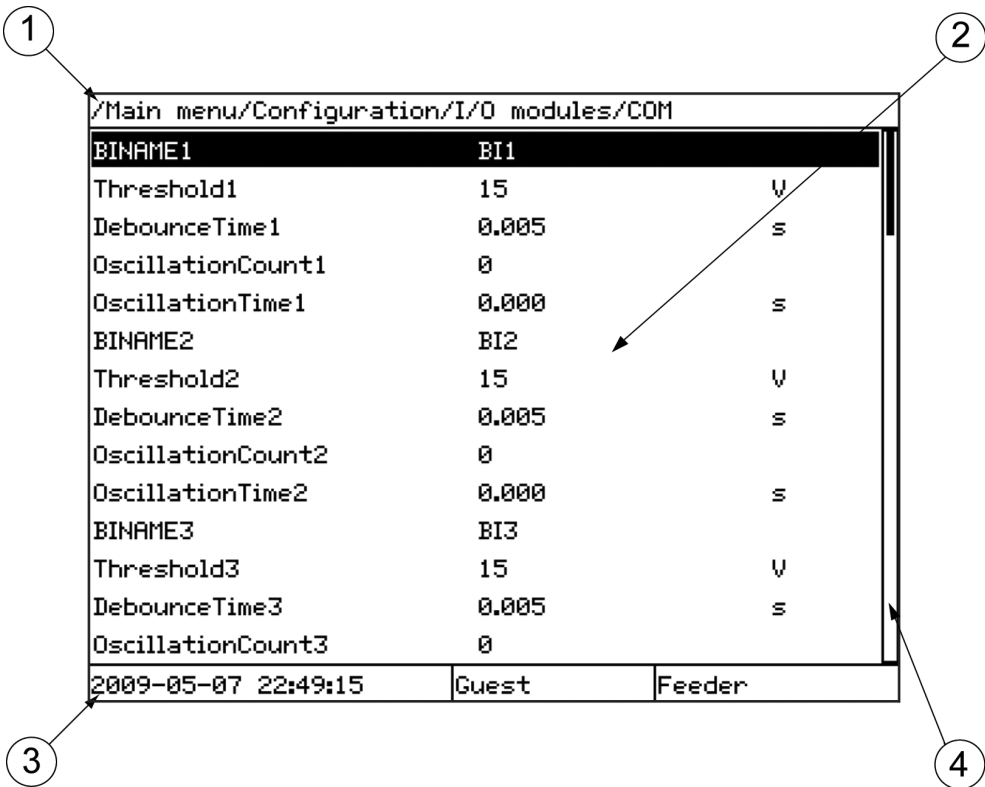 1
2
/Main menu/Configuration/I/O modules/COM
BINAME1 BI1
Threshold1 15 V
DebounceTime1 0.005 s
OscillationCount1 0
OscillationTime1 0.000 s
BINAME2 BI2
Threshold2 15 V
DebounceTime2 0.005 s
OscillationCount2 0
OscillationTime2 0.000 s
BINAME3 BI3
Threshold3 15 V
DebounceTime3 0.005 s
OscillationCount3 0
2009-05-07 22:49:15 Guest Feeder
3
4